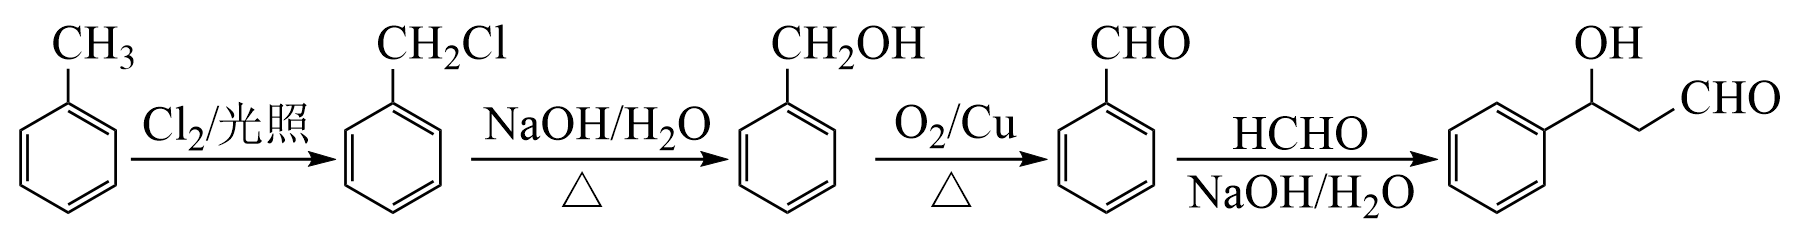 CH₃
Cl₂/光照
CH₂Cl
NaOH/H₂O
△
CH₂OH
O₂/Cu
△
CHO
HCHO
NaOH/H₂O
OH
CHO